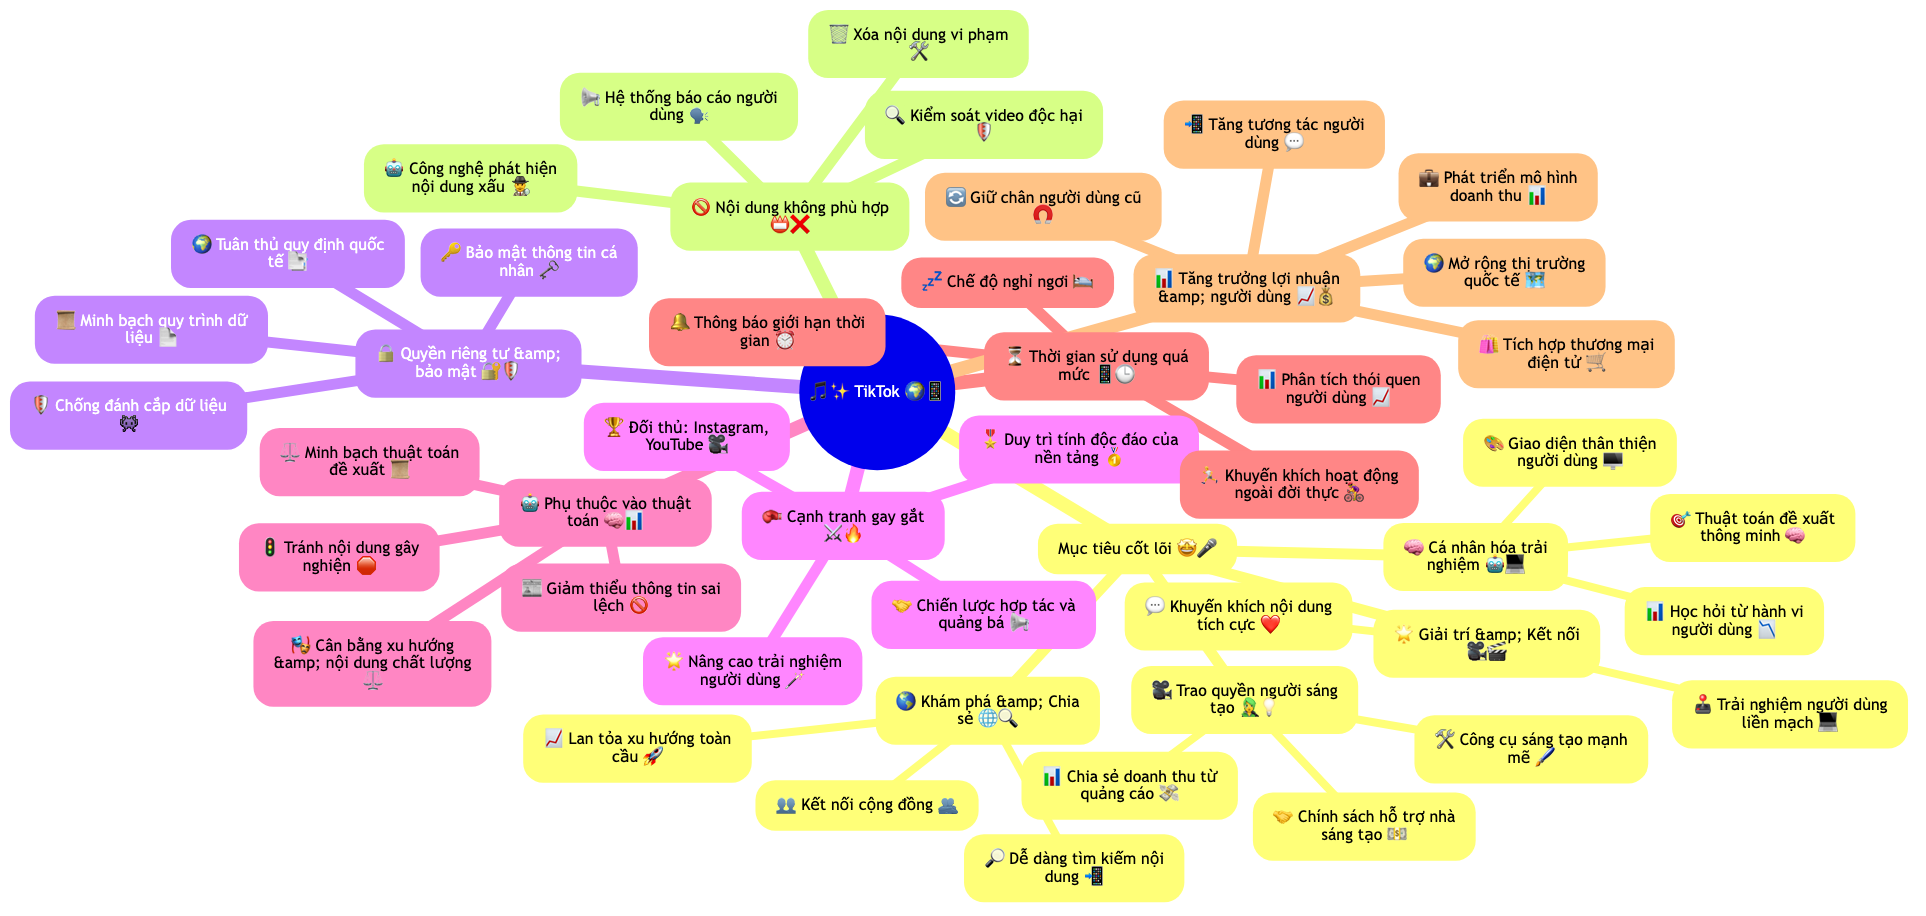 🗑️ Xóa nội dung vi phạm
🛠️
📢 Hệ thống báo cáo người
dùng 🗣️
🔍 Kiểm soát video độc hại
🛡️
🤖 Công nghệ phát hiện
nội dung xấu 🕵️
🚫 Nội dung không phù hợp
📛❌
📲 Tăng tương tác người
dùng 💬
💼 Phát triển mô hình
doanh thu 📊
🔄 Giữ chân người dùng cũ
🧲
🌍 Mở rộng thị trường
quốc tế 🗺️
📊 Tăng trưởng lợi nhuận
&amp; người dùng 📈💰
🛍️ Tích hợp thương mại
điện tử 🛒
🌍 Tuân thủ quy định quốc
tế 📑
🔑 Bảo mật thông tin cá
nhân 🗝️
📜 Minh bạch quy trình dữ
liệu 📑
🔒 Quyền riêng tư &amp;
bảo mật 🔐🛡️
🛡️ Chống đánh cắp dữ liệu
👾
💤 Chế độ nghỉ ngơi 🛌
🔔 Thông báo giới hạn thời
gian ⏰
⏳ Thời gian sử dụng quá
mức 📱🕒
📊 Phân tích thói quen
người dùng 📈
🏃 Khuyến khích hoạt động
ngoài đời thực 🚴
🎵✨ TikTok 🌍📱
🏆 Đối thủ: Instagram,
YouTube 🎥
🎖️ Duy trì tính độc đáo của
nền tảng 🥇
🥊 Cạnh tranh gay gắt
⚔️🔥
🤝 Chiến lược hợp tác và
quảng bá 📢
🌟 Nâng cao trải nghiệm
người dùng 🪄
⚖️ Minh bạch thuật toán
đề xuất 📜
🤖 Phụ thuộc vào thuật
toán 🧠📊
🚦 Tránh nội dung gây
nghiện 🛑
📰 Giảm thiểu thông tin sai
lệch 🚫
🎭 Cân bằng xu hướng
&amp; nội dung chất lượng
⚖️
Mục tiêu cốt lõi 🤩🎤
🎨 Giao diện thân thiện
người dùng 🖥️
🎯 Thuật toán đề xuất
thông minh 🧠
🧠 Cá nhân hóa trải
nghiệm 🤖💻
📊 Học hỏi từ hành vi
người dùng 📉
💬 Khuyến khích nội dung
tích cực ❤️
🌟 Giải trí &amp; Kết nối
🎥🎬
🕹️ Trải nghiệm người dùng
liền mạch 💻
🎥 Trao quyền người sáng
tạo 🧑‍🎨💡
🛠️ Công cụ sáng tạo mạnh
mẽ 🖌️
📊 Chia sẻ doanh thu từ
quảng cáo 💸
🤝 Chính sách hỗ trợ nhà
sáng tạo 💵
🌎 Khám phá &amp; Chia
sẻ 🌐🔍
📈 Lan tỏa xu hướng toàn
cầu 🚀
👥 Kết nối cộng đồng 🫂
🔎 Dễ dàng tìm kiếm nội
dung 📲